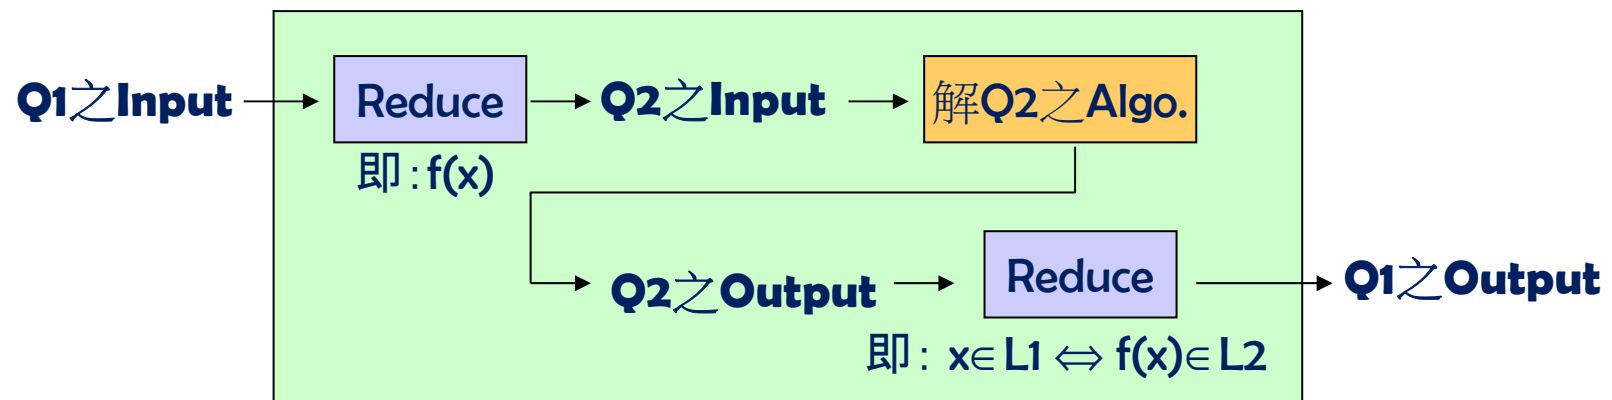 Q1之Input
Reduce
Q2之Input
解Q2之Algo.
即:f(x)
Q2之Output
Reduce
Q1之Output
即: x∈L1 ⇔ f(x)∈L2